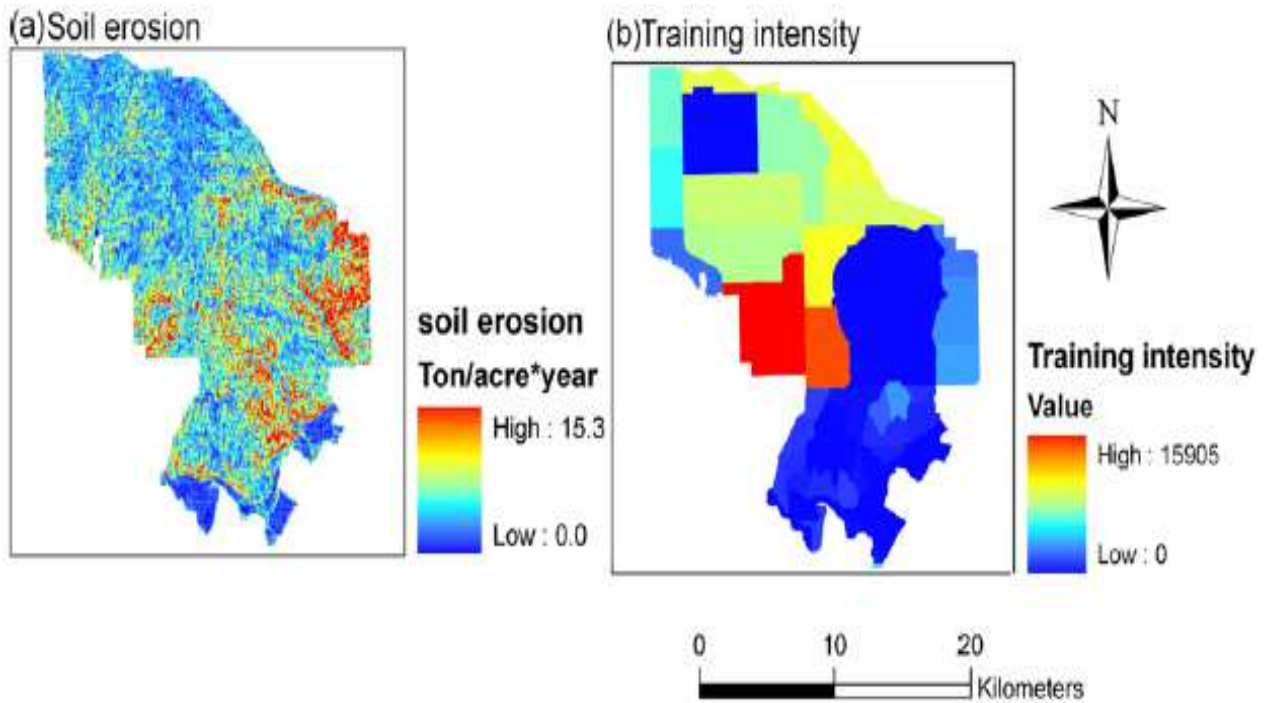 (a)Soil erosion
soil erosion
Ton/acre*year
High : 15.3
Low : 0.0
(b)Training intensity
N
Training intensity
Value
High : 15905
Low : 0
0 10 20
Kilometers